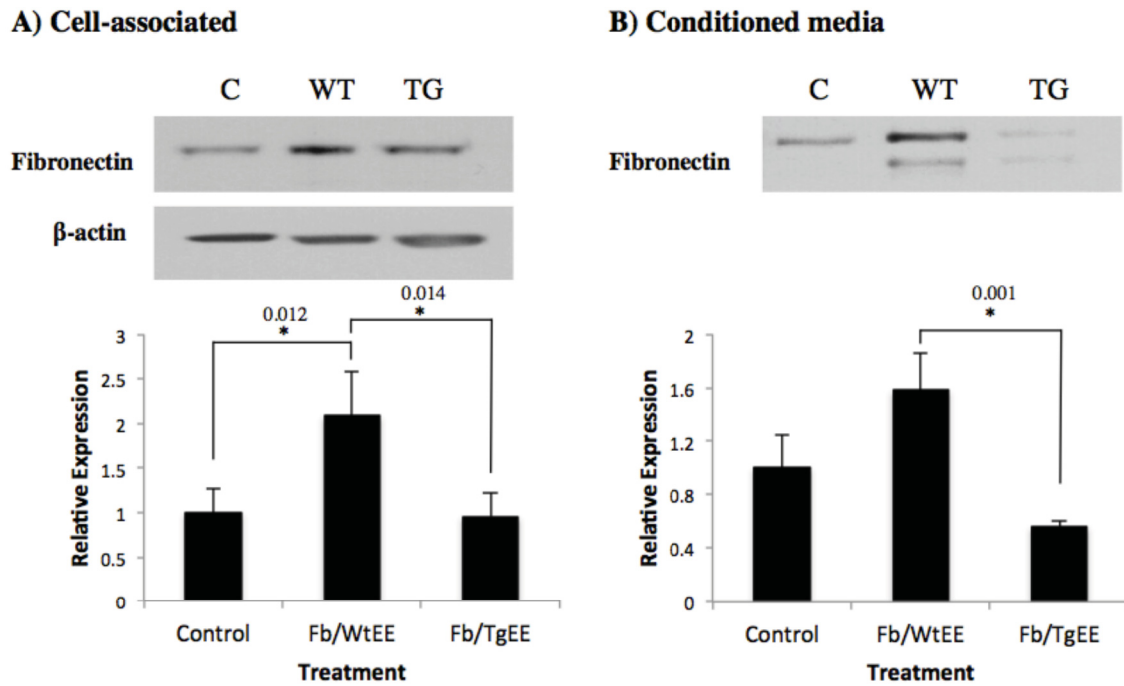 A) Cell-associated
C WT TG
Fibronectin
β-actin
0.012
*
0.014
*
3
2.5
2
1.5
1
0.5
0
Relative Expression
Control Fb/WtEE Fb/TgEE
Treatment
B) Conditioned media
C WT TG
Fibronectin
0.001
*
2
1.6
1.2
0.8
0.4
0
Relative Expression
Control Fb/WtEE Fb/TgEE
Treatment